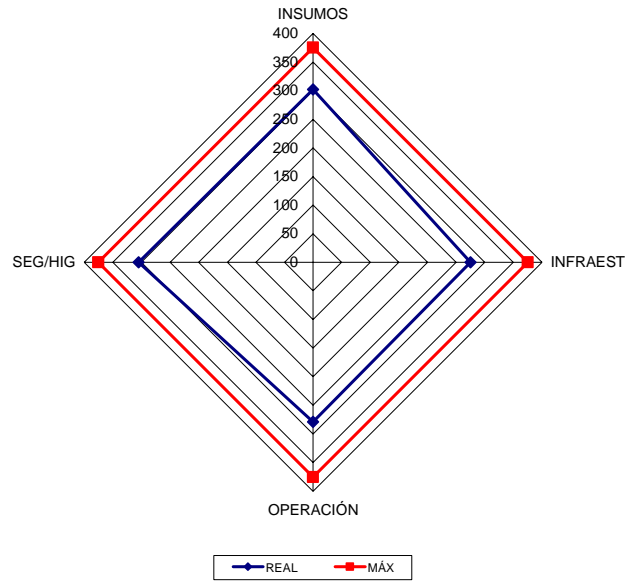 INSUMOS
400
350
300
250
200
150
100
50
0
SEG/HIG
INFRAEST
OPERACIÓN
REAL MÁX